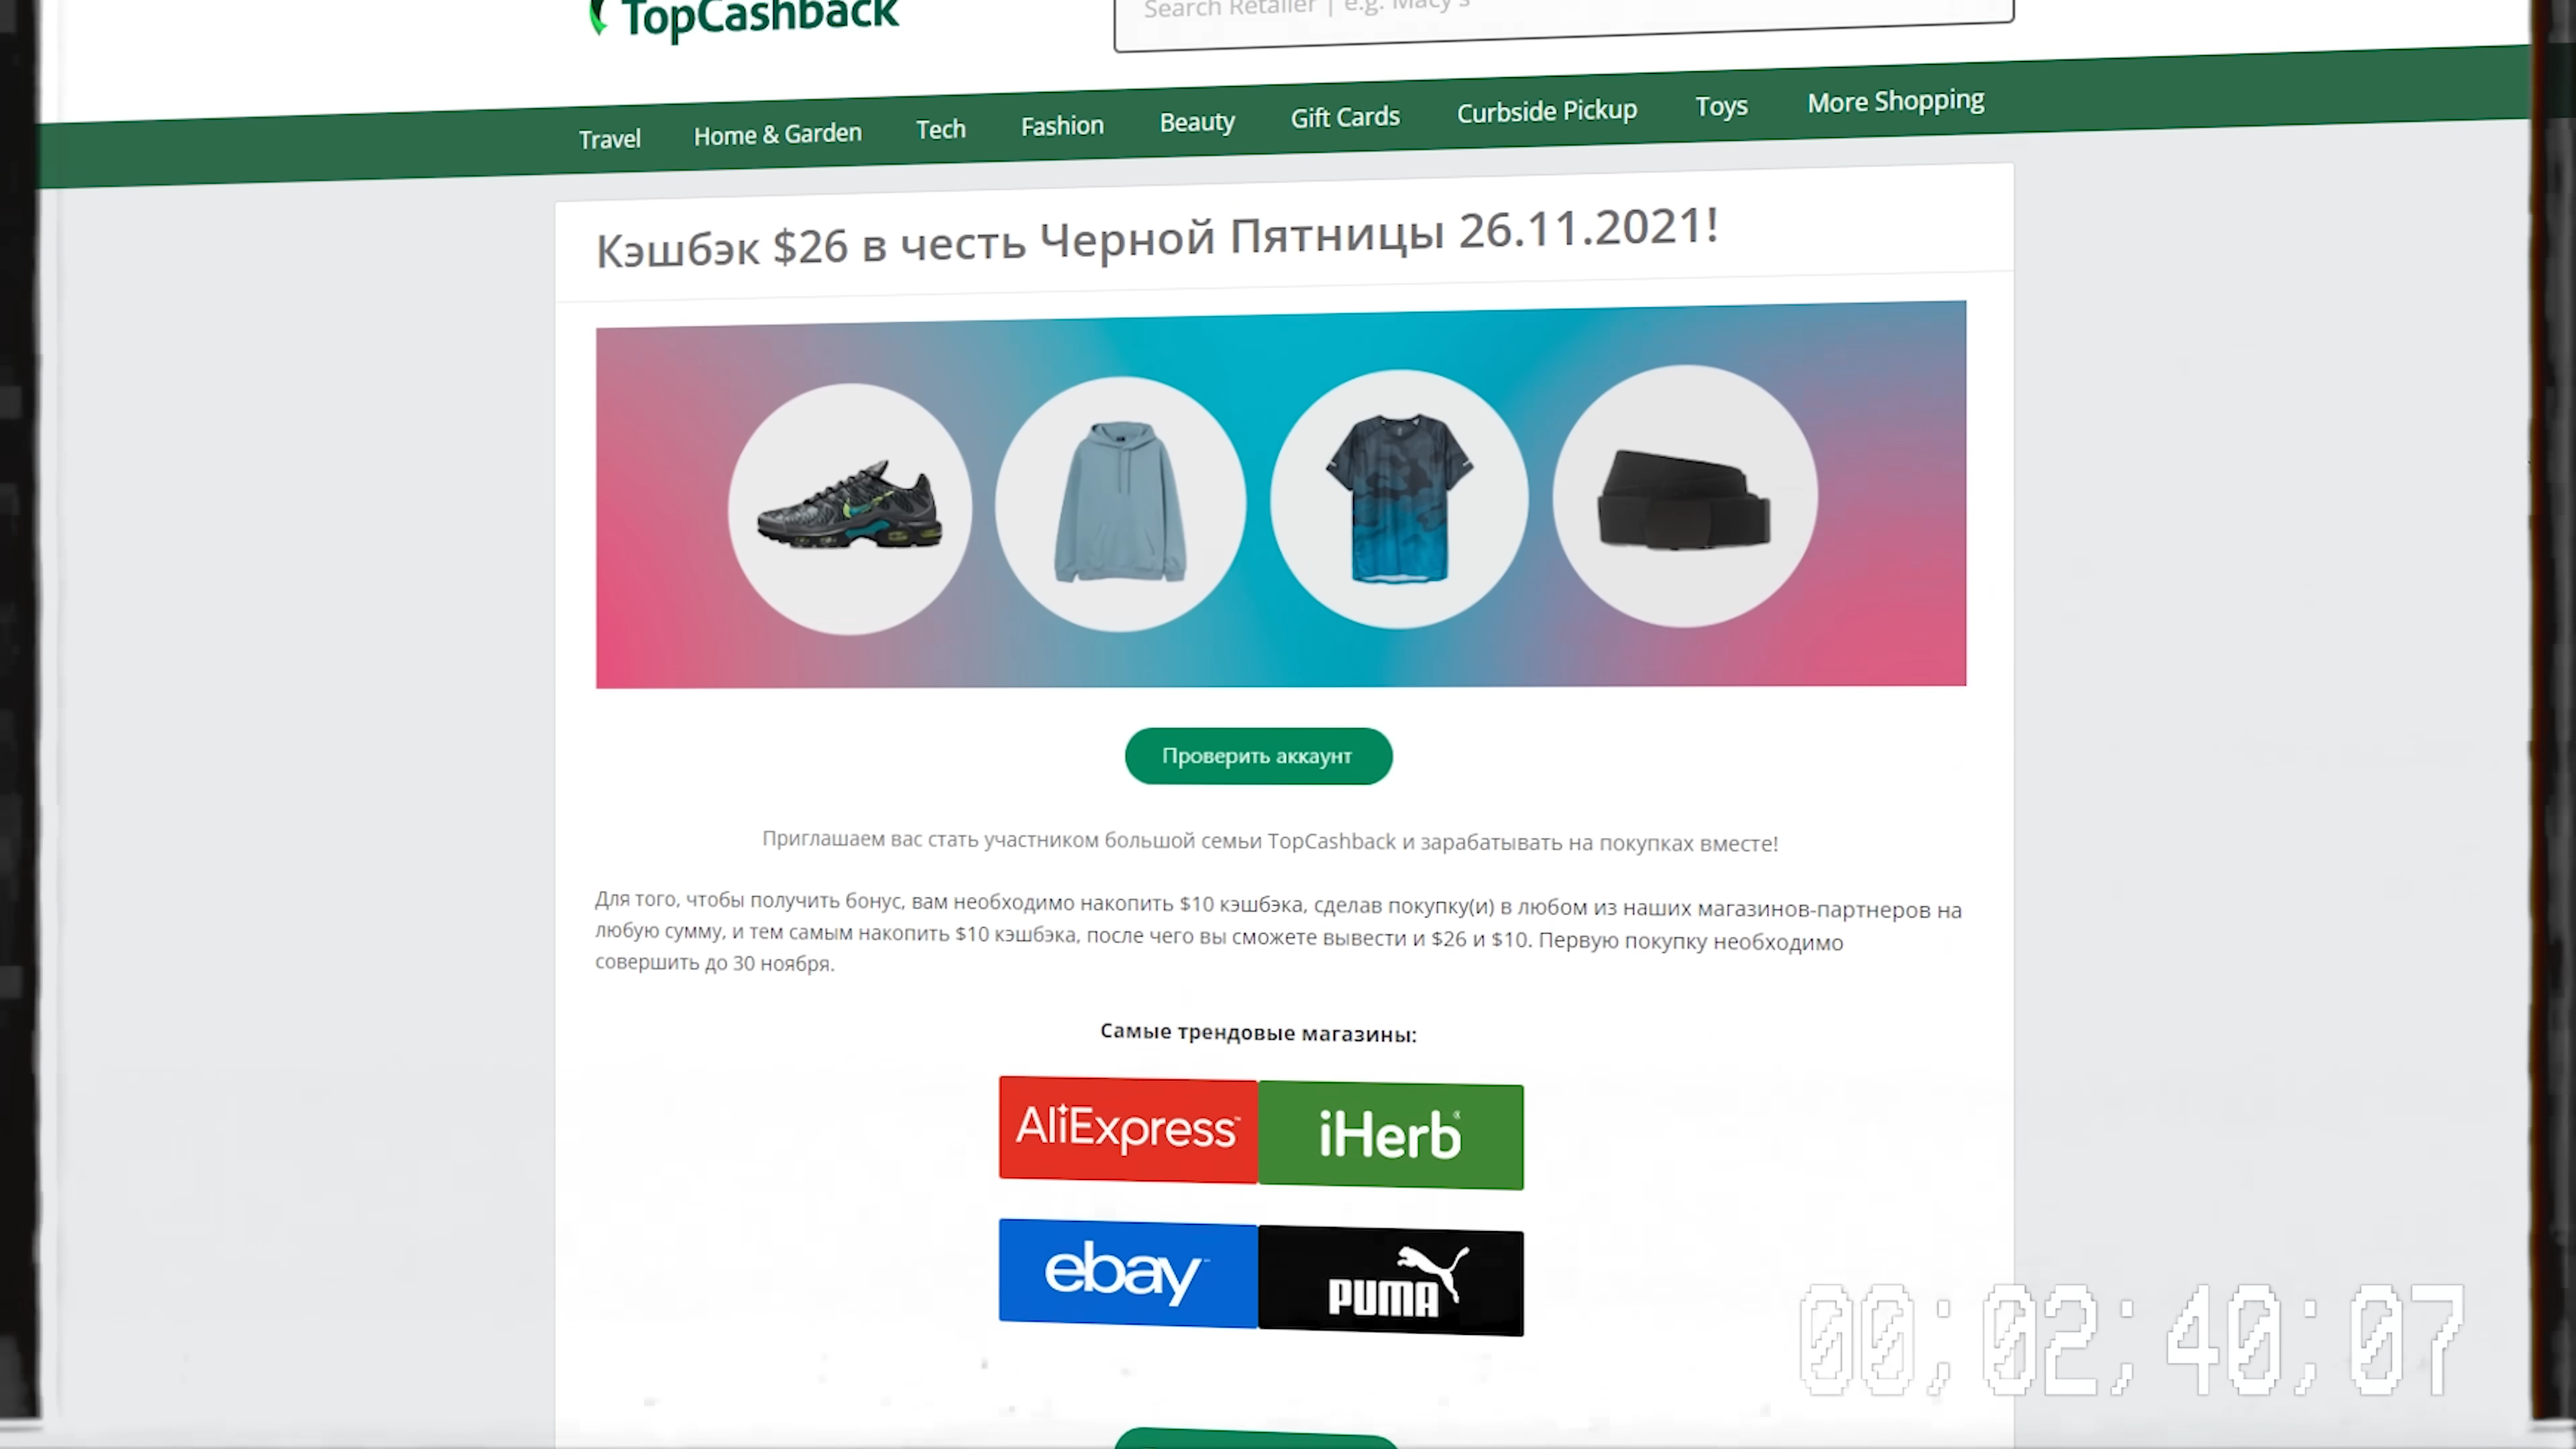 TopCashback
Search Retailer | e.g. Macy's
Travel Home & Garden Tech Fashion Beauty Gift Cards Curbside Pickup Toys More Shopping
Кэшбэк $26 в честь Черной Пятницы 26.11.2021!
Проверить аккаунт
Приглашаем вас стать участником большой семьи TopCashback и зарабатывать на покупках вместе!
Для того, чтобы получить бонус, вам необходимо накопить $10 кэшбэка, сделав покупку(и) в любом из наших магазинов-партнеров на
любую сумму, и тем самым накопить $10 кэшбэка, после чего вы сможете вывести и $26 и $10. Первую покупку необходимо
совершить до 30 ноября.
Самые трендовые магазины:
AliExpress™ iHerb
ebay™ PUMA
00;02;40;07